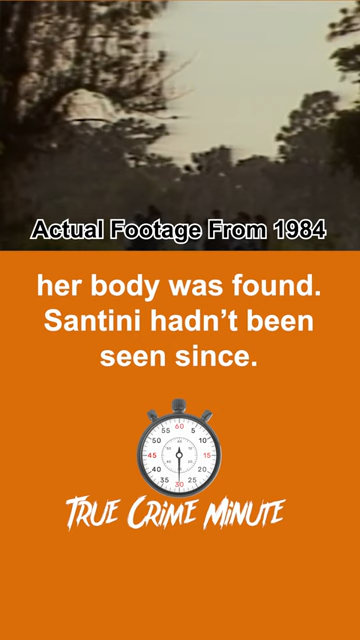 Actual Footage From 1984
her body was found.
Santini hadn't been
seen since.
60
55 5
50 10
45 15
40 20
35 25
30
TRUE CRIME MINUTE